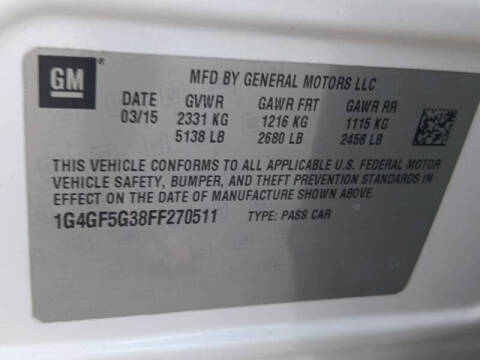 GM
MFD BY GENERAL MOTORS LLC
DATE GVWR GAWR FRT GAWR RR
03/15 2331 KG 1216 KG 1115 KG
5138 LB 2680 LB 2458 LB
THIS VEHICLE CONFORMS TO ALL APPLICABLE U.S. FEDERAL MOTOR
VEHICLE SAFETY, BUMPER, AND THEFT PREVENTION STANDARDS IN
EFFECT ON THE DATE OF MANUFACTURE SHOWN ABOVE.
1G4GF5G38FF270511 TYPE: PASS CAR